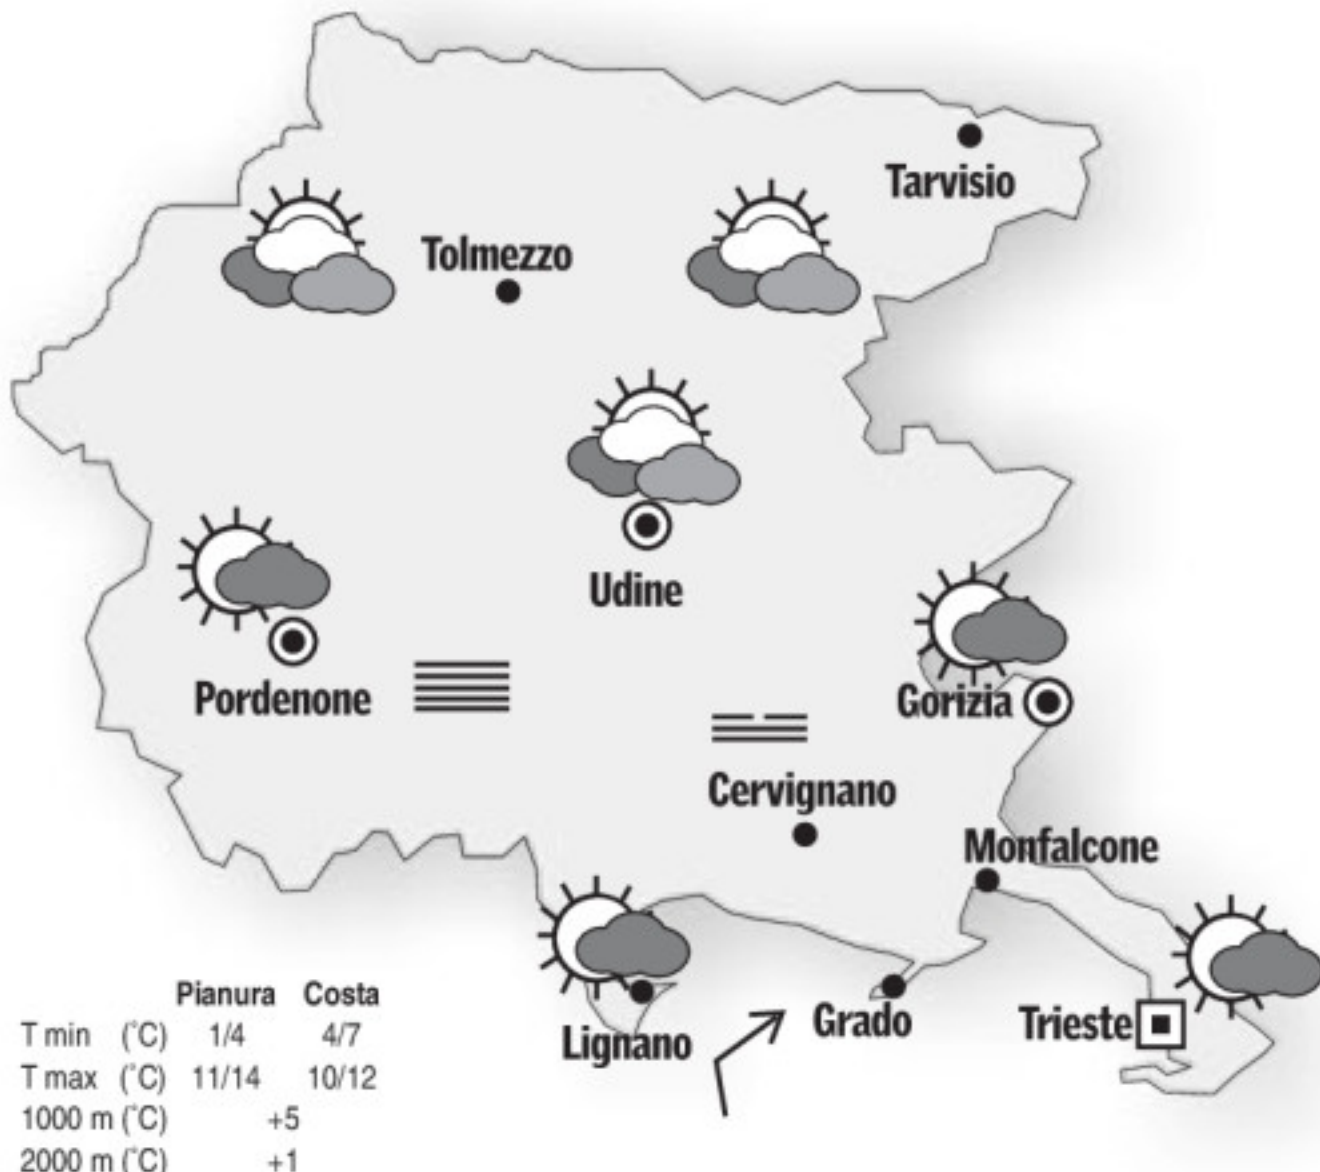 Tarvisio
Tolmezzo
Udine
Pordenone
Gorizia
Cervignano
Monfalcone
Lignano
Grado
Trieste
Pianura Costa
T min (°C) 1/4 4/7
T max (°C) 11/14 10/12
1000 m (°C) +5
2000 m (°C) +1